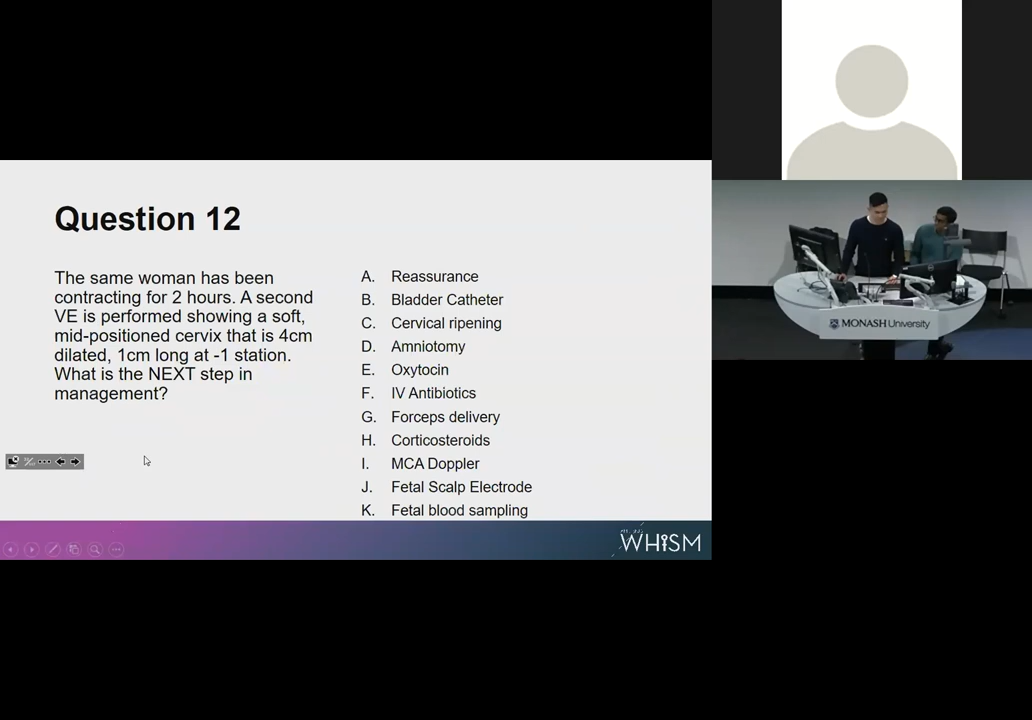 Question 12
The same woman has been
contracting for 2 hours. A second
VE is performed showing a soft,
mid-positioned cervix that is 4cm
dilated, 1cm long at -1 station.
What is the NEXT step in
management?
A. Reassurance
B. Bladder Catheter
C. Cervical ripening
D. Amniotomy
E. Oxytocin
F. IV Antibiotics
G. Forceps delivery
H. Corticosteroids
I. MCA Doppler
J. Fetal Scalp Electrode
K. Fetal blood sampling
WHiSM
MONASH University